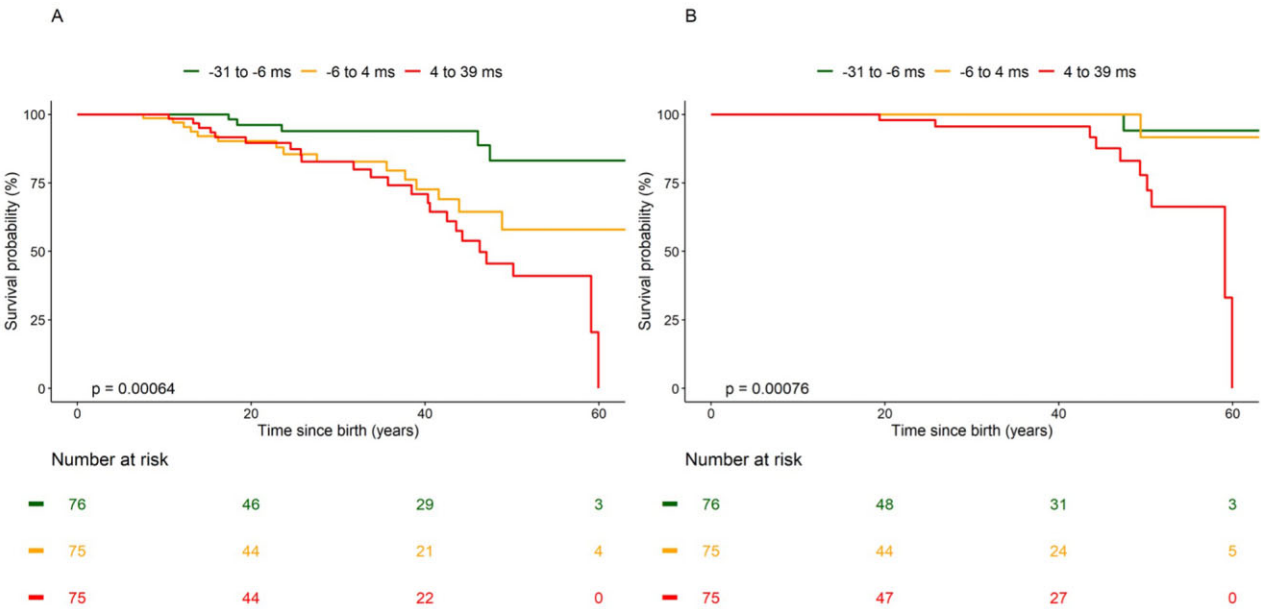 A
-31 to -6 ms -6 to 4 ms 4 to 39 ms
Survival probability (%)
100
75
50
25
0
p = 0.00064
0 20 40 60
Time since birth (years)
Number at risk
76 46 29 3
75 44 21 4
75 44 22 0
B
-31 to -6 ms -6 to 4 ms 4 to 39 ms
Survival probability (%)
100
75
50
25
0
p = 0.00076
0 20 40 60
Time since birth (years)
Number at risk
76 48 31 3
75 44 24 5
75 47 27 0